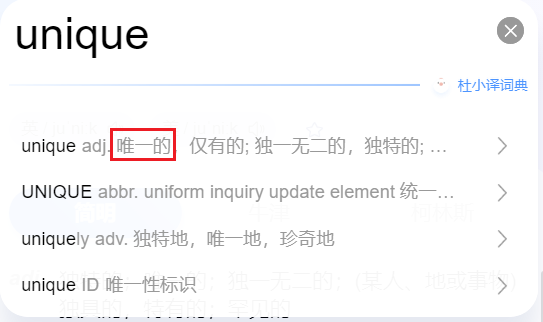 unique
杜小译词典
unique adj. 唯一的，仅有的; 独一无二的，独特的; ...
UNIQUE abbr. uniform inquiry update element 统一...
uniquely adv. 独特地，唯一地，珍奇地
unique ID 唯一性标识